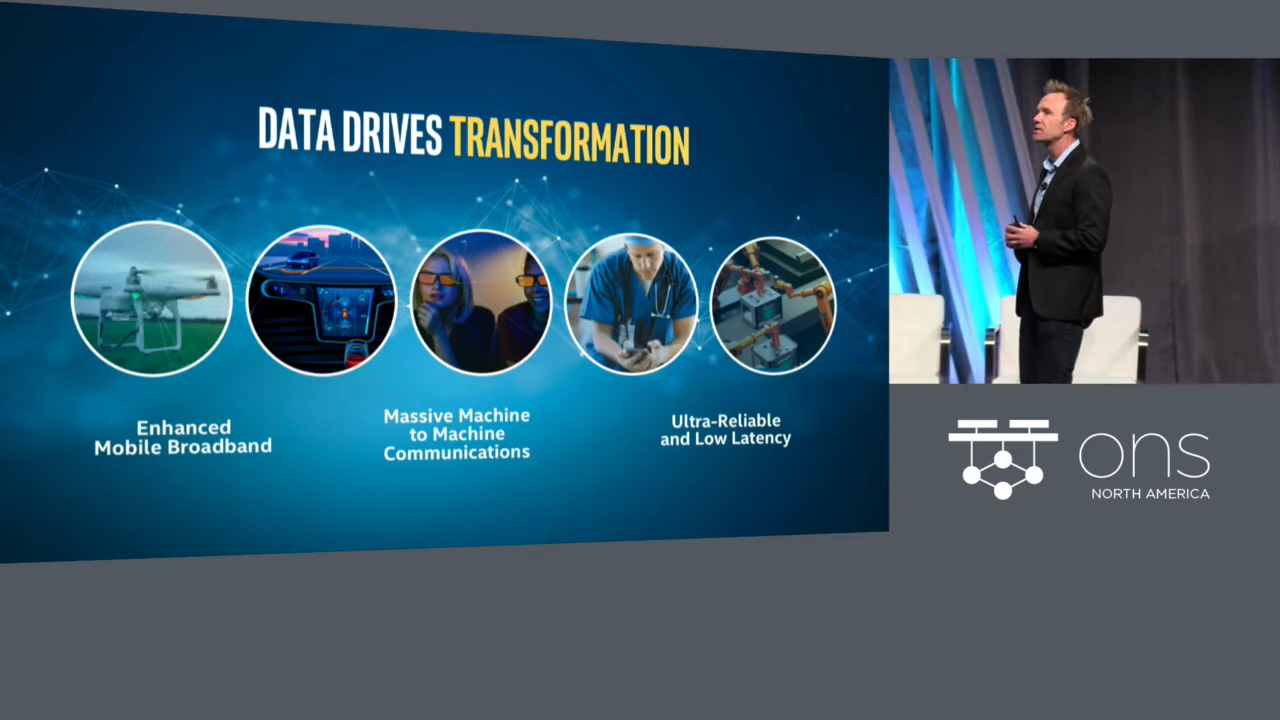 DATA DRIVES TRANSFORMATION
Enhanced
Mobile Broadband
Massive Machine
to Machine
Communications
Ultra-Reliable
and Low Latency
ons
NORTH AMERICA